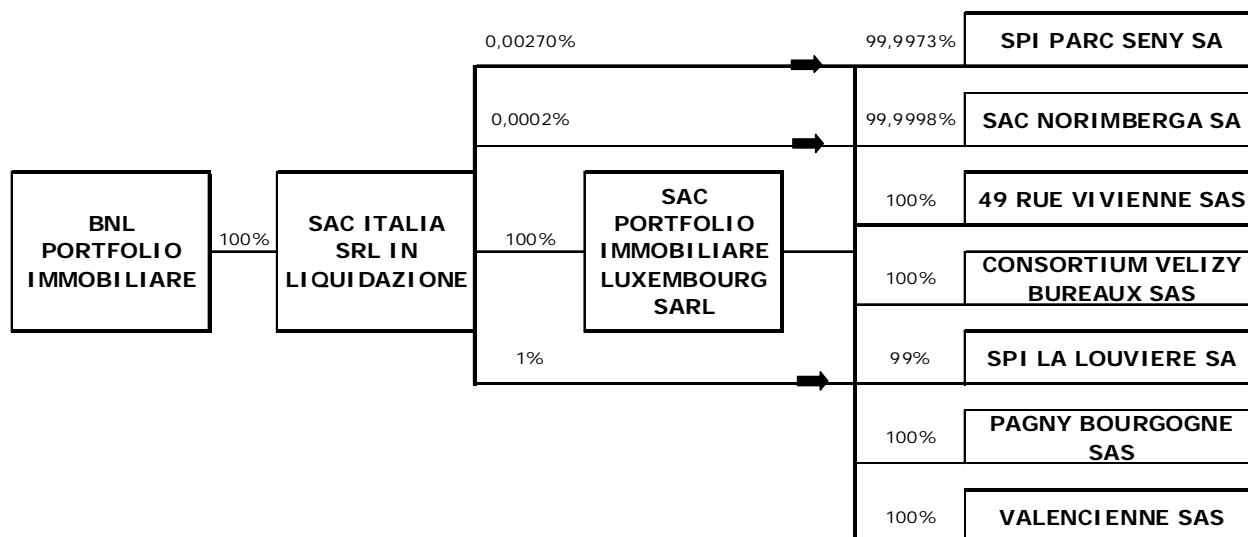 0,00270%
99,9973%
SPI PARC SENY SA
0,0002%
99,9998%
SAC NORIMBERGA SA
BNL
PORTFOLIO
IMMOBILIARE
100%
SAC ITALIA
SRL IN
LIQUIDAZIONE
100%
SAC
PORTFOLIO
IMMOBILIARE
LUXEMBOURG
SARL
100%
49 RUE VIVIENNE SAS
100%
CONSORTIUM VELIZY
BUREAUX SAS
1%
99%
SPI LA LOUVIERE SA
100%
PAGNY BOURGOGNE
SAS
100%
VALENCIENNE SAS